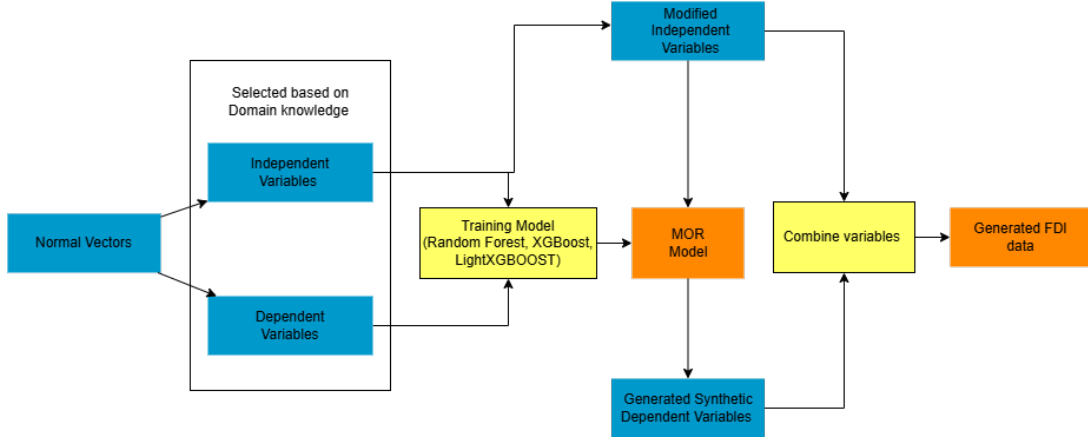 Modified
Independent
Variables
Selected based on
Domain knowledge
Independent
Variables
Normal Vectors
Training Model
(Random Forest, XGBoost,
LightXGBOOST)
MOR
Model
Combine variables
Generated FDI
data
Dependent
Variables
Generated Synthetic
Dependent Variables